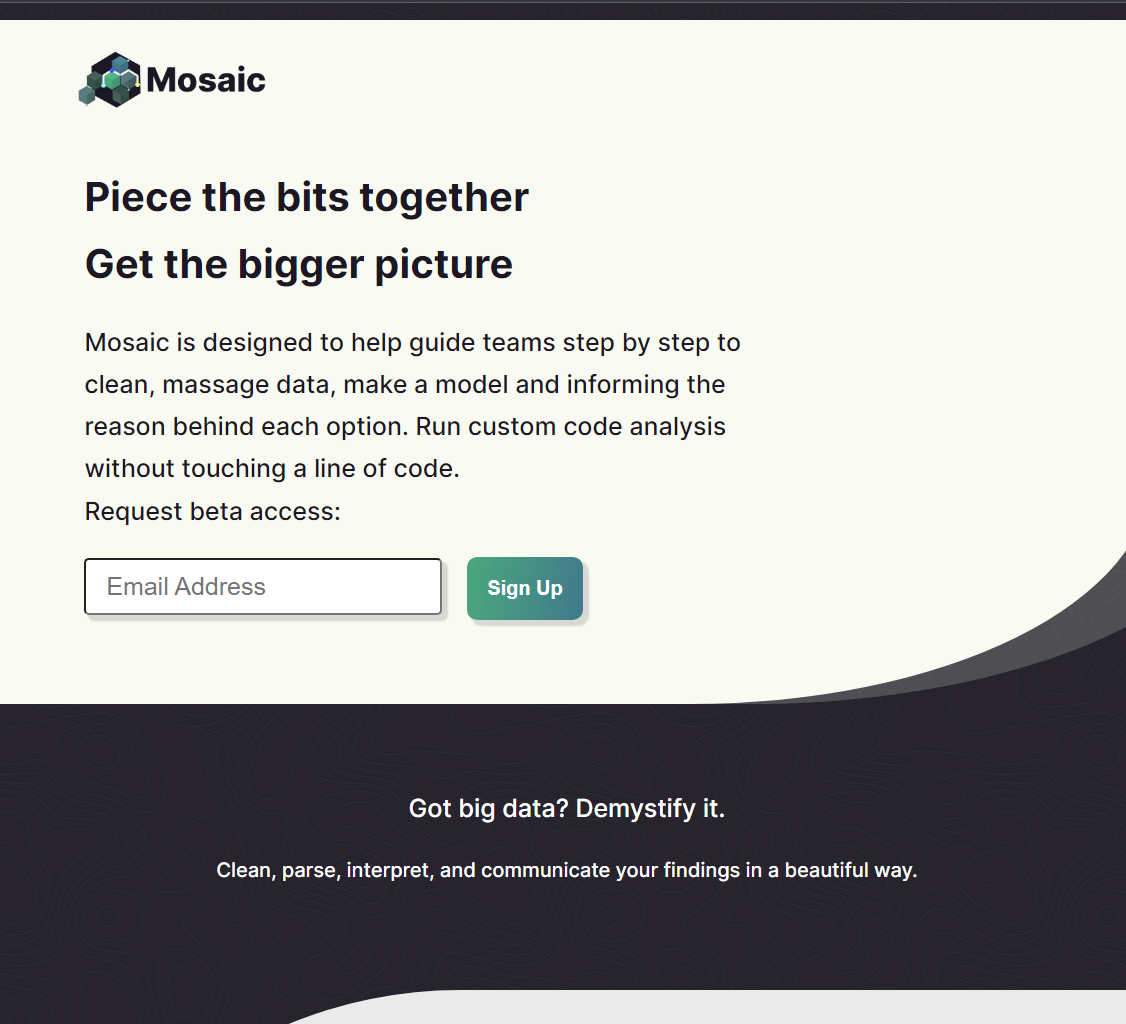 Mosaic
Piece the bits together
Get the bigger picture
Mosaic is designed to help guide teams step by step to
clean, massage data, make a model and informing the
reason behind each option. Run custom code analysis
without touching a line of code.
Request beta access:
Email Address
Sign Up
Got big data? Demystify it.
Clean, parse, interpret, and communicate your findings in a beautiful way.